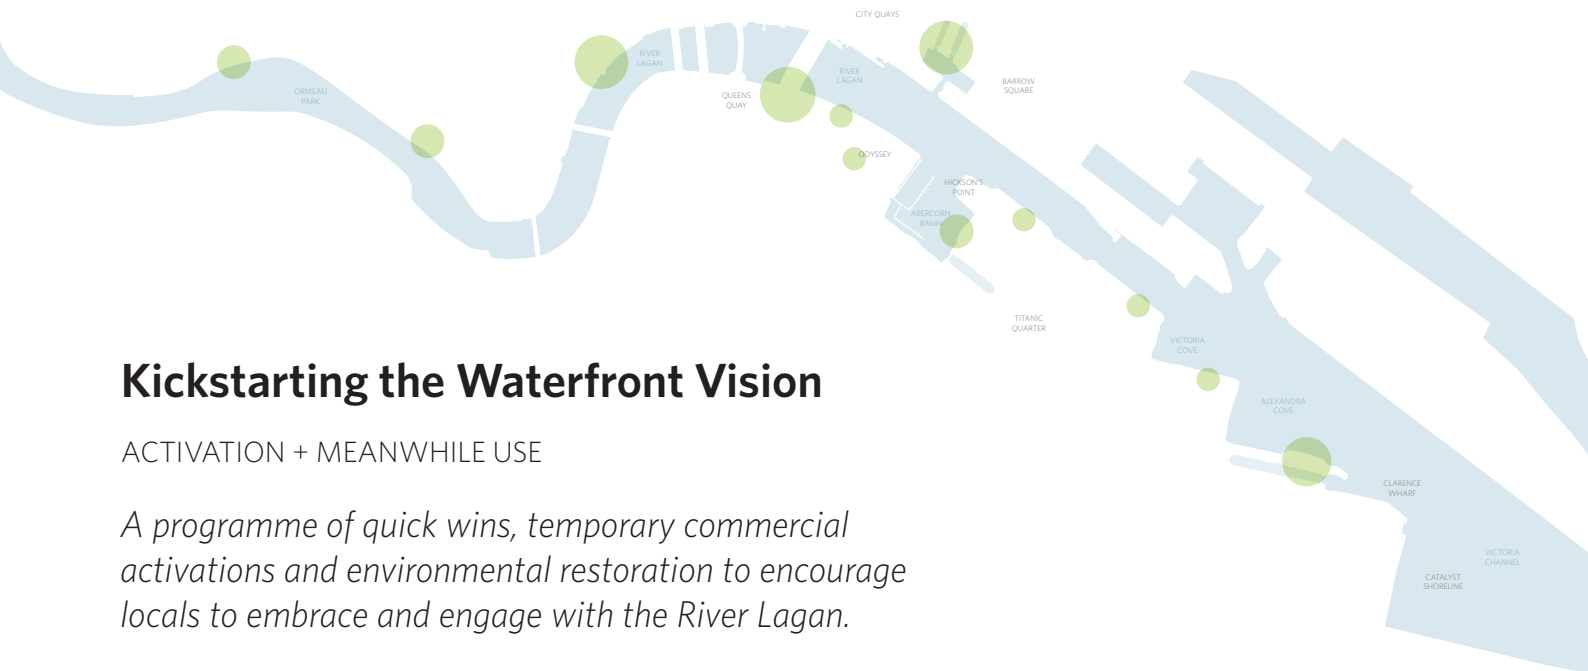 CITY QUAYS
RIVER
LAGAN
RIVER
LAGAN
BARROW
SQUARE
ORMEAU
PARK
QUEENS
QUAY
ODYSSEY
HICKSON'S
POINT
ABERCORN
BASIN
TITANIC
QUARTER
VICTORIA
COVE
ALEXANDRA
COVE
CLARENCE
WHARF
VICTORIA
CHANNEL
CATALYST
SHORELINE
Kickstarting the Waterfront Vision
ACTIVATION + MEANWHILE USE
A programme of quick wins, temporary commercial
activations and environmental restoration to encourage
locals to embrace and engage with the River Lagan.